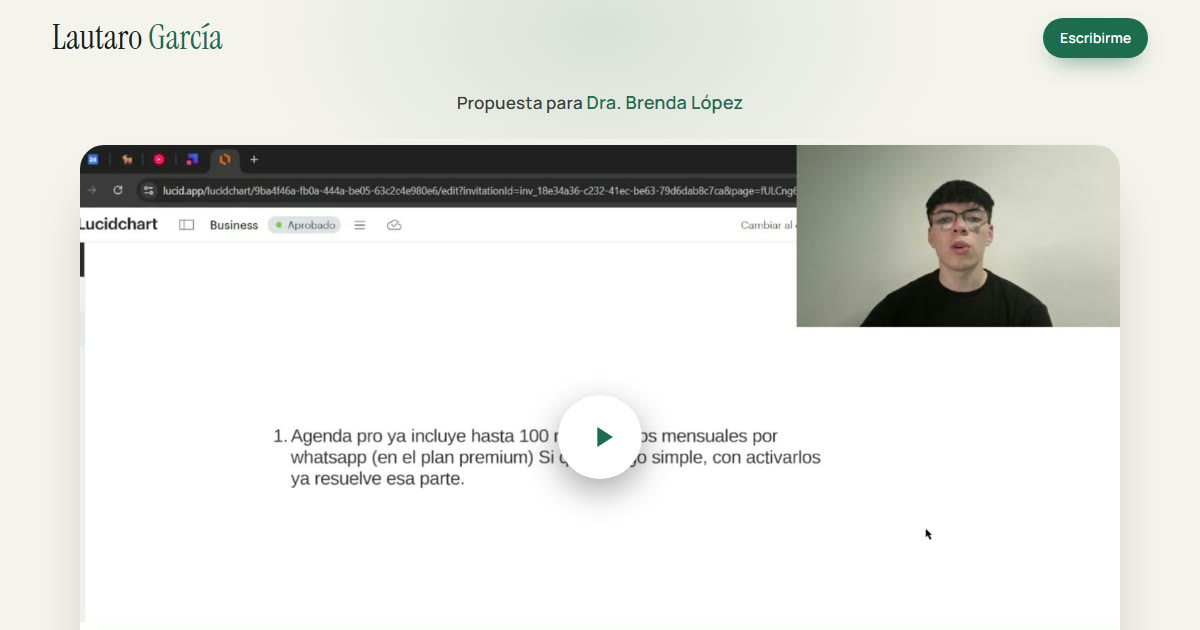 Lautaro García
Escribirme
Propuesta para Dra. Brenda López
lucid.app/lucidchart/9ba4f46a-fb0a-444a-be05-63c2c4e980e6/edit?invitationId=inv_18e34a36-c232-41ec-be63-79d6dab8c7ca&page=fULCng6
Lucidchart
Business
Aprobado
Cambiar al
1. Agenda pro ya incluye hasta 100 mensuales por
whatsapp (en el plan premium) Si simple, con activarlos
ya resuelve esa parte.